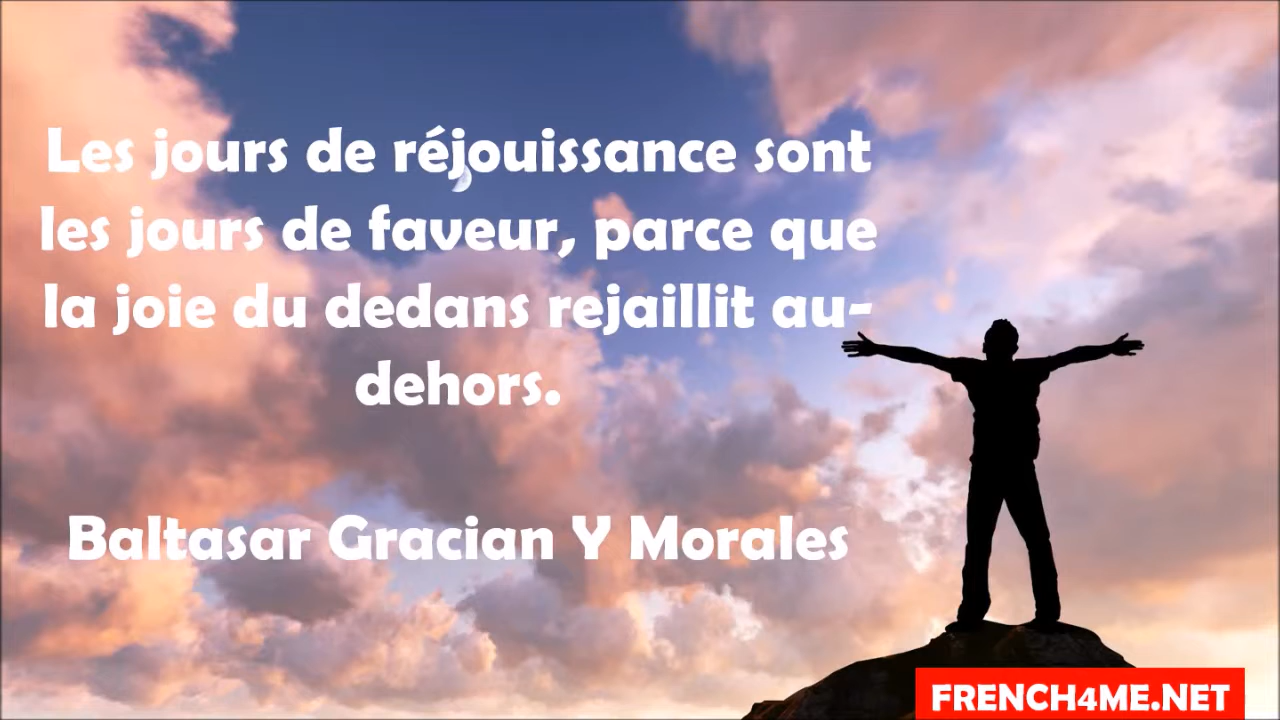 Les jours de réjouissance sont
les jours de faveur, parce que
la joie du dedans rejaillit au-
dehors.
Baltasar Gracian Y Morales
FRENCH4ME.NET